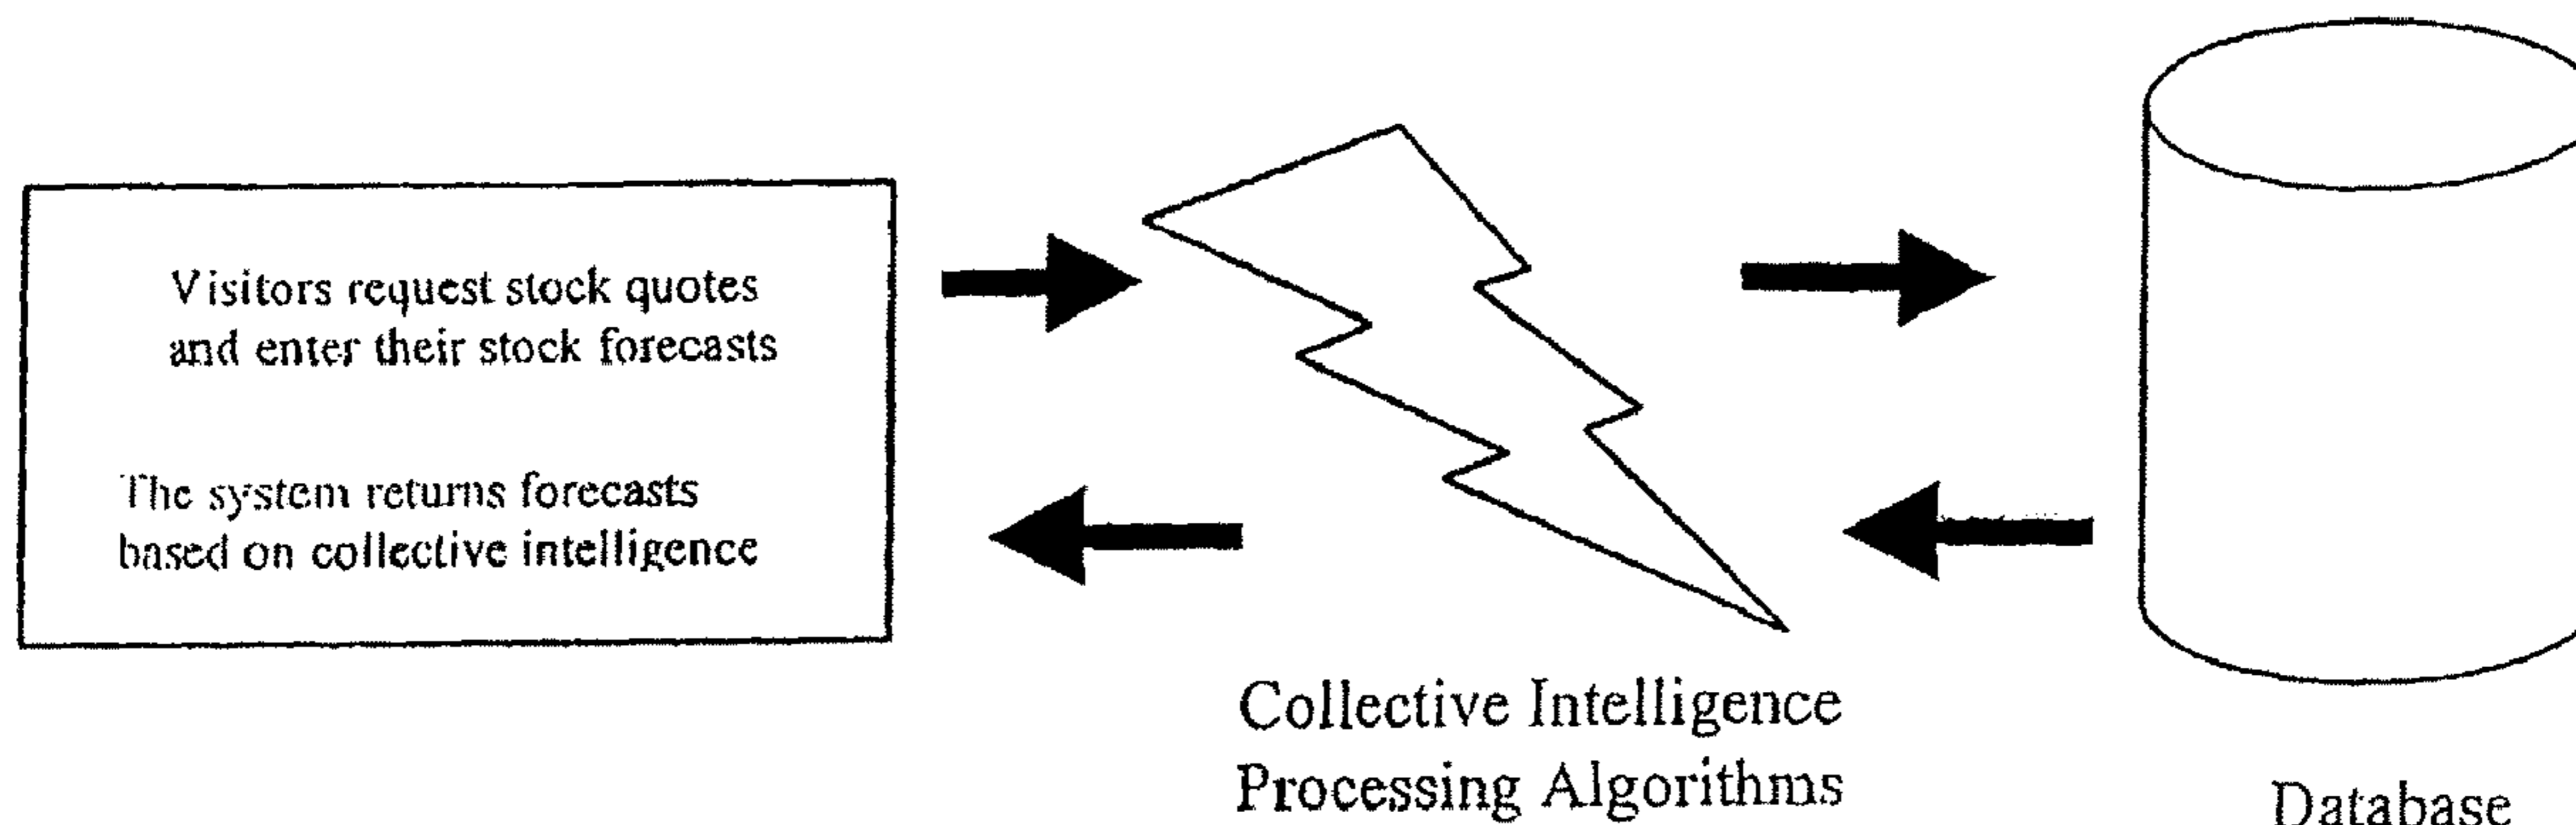 Visitors request stock quotes
and enter their stock forecasts
The system returns forecasts
based on collective intelligence
Collective Intelligence
Processing Algorithms
Database